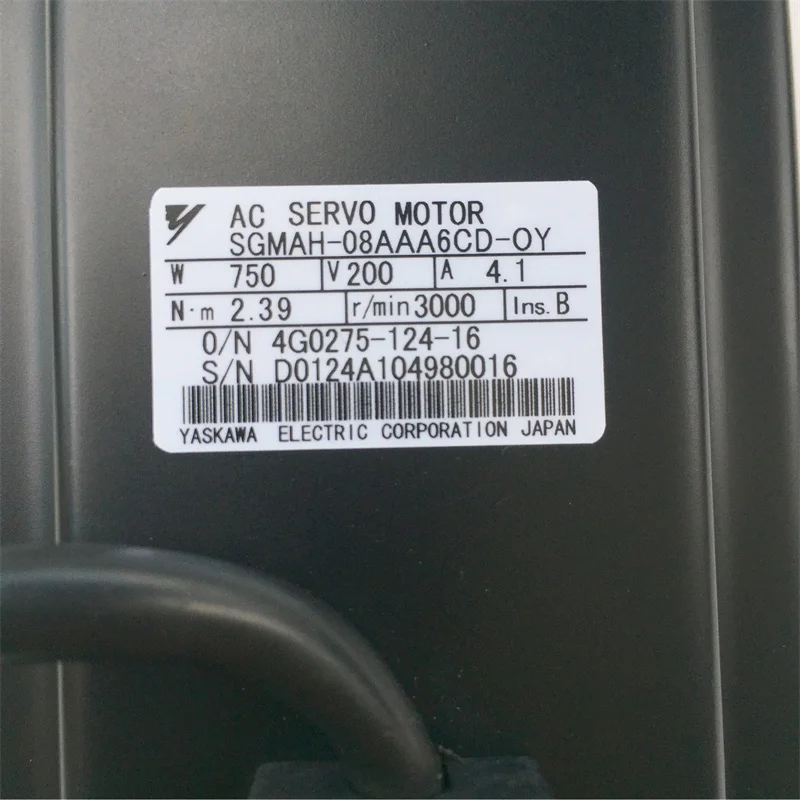 AC SERVO MOTOR
SGMAH-08AAA6CD-OY
W 750 V 200 A 4.1
N·m 2.39 r/min 3000 Ins. B
O/N 4G0275-124-16
S/N D0124A104980016
YASKAWA ELECTRIC CORPORATION JAPAN